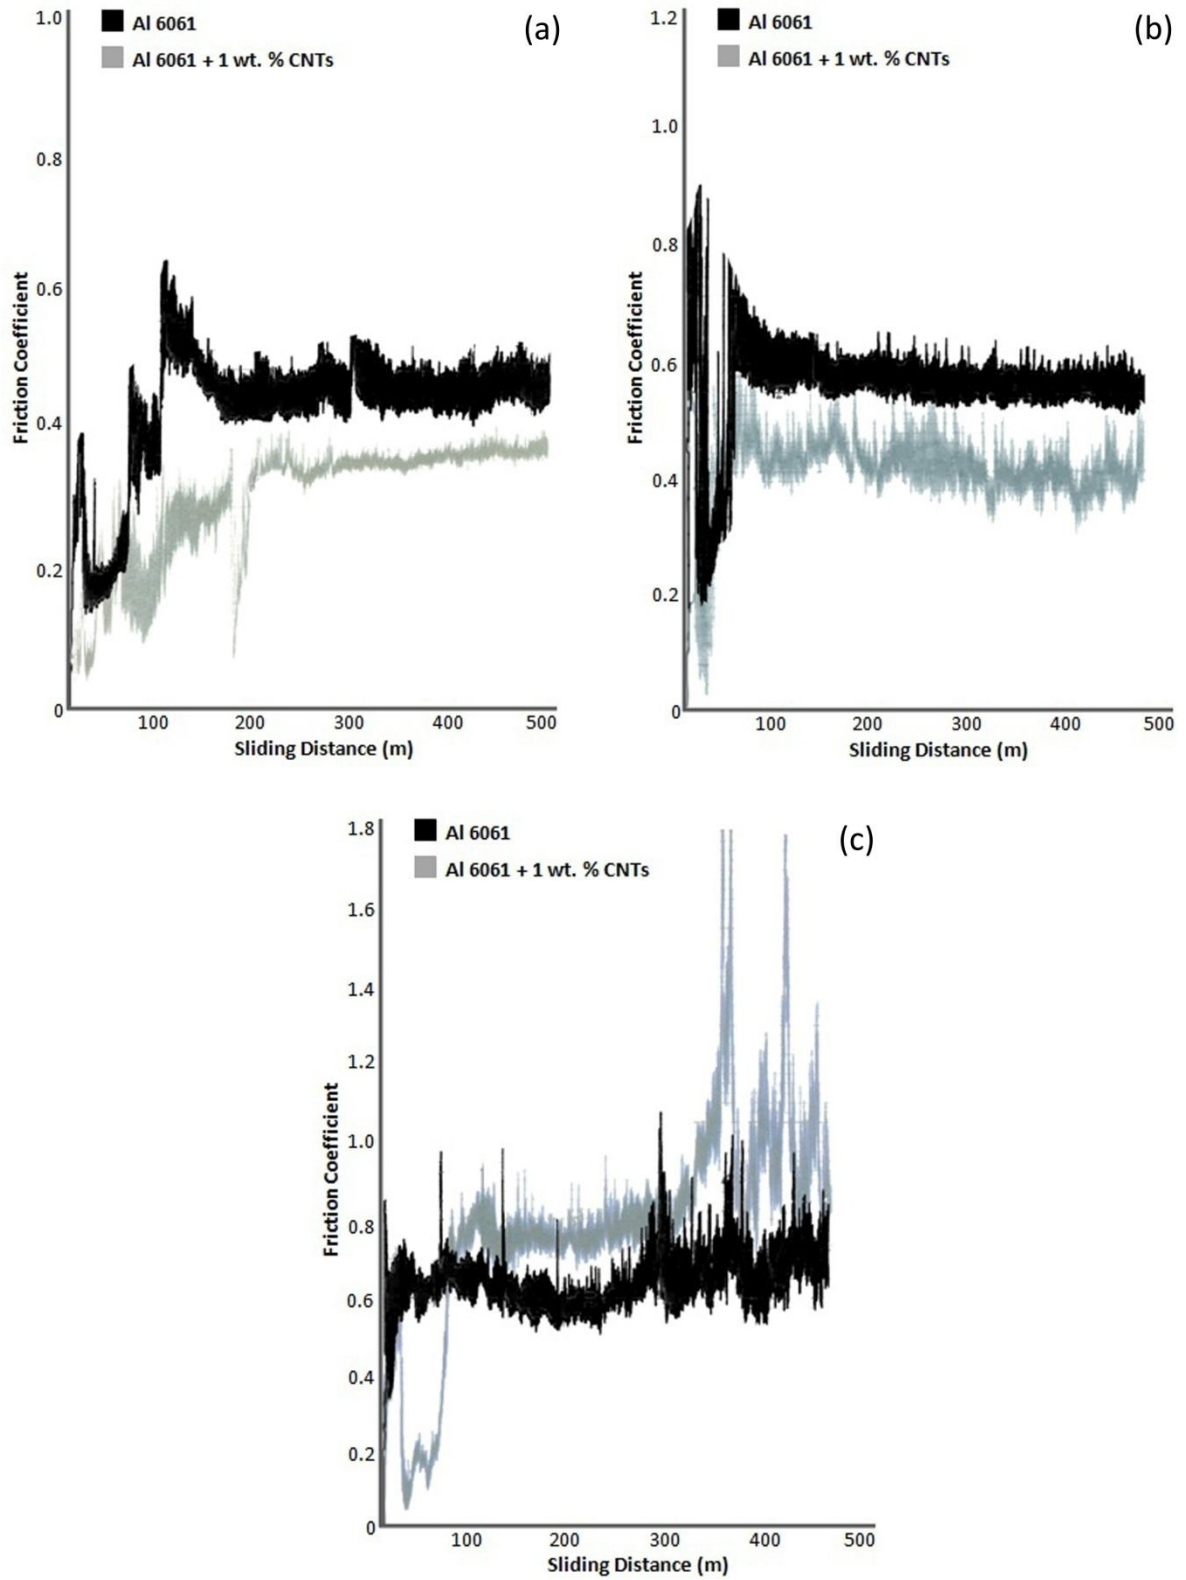 (a)
Al 6061
Al 6061 + 1 wt. % CNTs
1.0
0.8
0.6
0.4
0.2
0
Friction Coefficient
100 200 300 400 500
Sliding Distance (m)
(b)
Al 6061
Al 6061 + 1 wt. % CNTs
1.2
1.0
0.8
0.6
0.4
0.2
0
Friction Coefficient
100 200 300 400 500
Sliding Distance (m)
(c)
Al 6061
Al 6061 + 1 wt. % CNTs
1.8
1.6
1.4
1.2
1.0
0.8
0.6
0.4
0.2
0
Friction Coefficient
100 200 300 400 500
Sliding Distance (m)